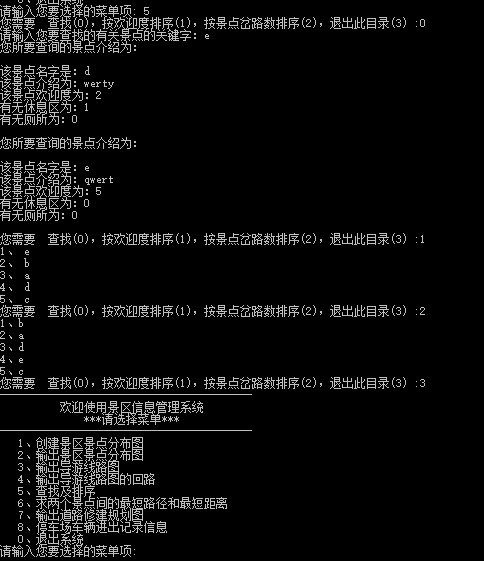 请输入您要选择的菜单项: 5
您需要  查找(0), 按欢迎度排序(1), 按景点岔路数排序(2), 退出此目录(3) :0
请输入您要查找的有关景点的关键字: e
您所要查询的景点介绍为:
该景点名字是: d
该景点介绍为: werty
该景点欢迎度为: 2
有无休息区为: 1
有无厕所为: 0
您所要查询的景点介绍为:
该景点名字是: e
该景点介绍为: qwert
该景点欢迎度为: 5
有无休息区为: 0
有无厕所为: 0
您需要  查找(0), 按欢迎度排序(1), 按景点岔路数排序(2), 退出此目录(3) :1
1、 e
2、 b
3、 a
4、 d
5、 c
您需要  查找(0), 按欢迎度排序(1), 按景点岔路数排序(2), 退出此目录(3) :2
1、b
2、a
3、d
4、e
5、c
您需要  查找(0), 按欢迎度排序(1), 按景点岔路数排序(2), 退出此目录(3) :3
欢迎使用景区信息管理系统
***请选择菜单***
1、创建景区景点分布图
2、输出景区景点分布图
3、输出导游线路图
4、输出导游线路图的回路
5、查找及排序
6、求两个景点间的最短路径和最短距离
7、输出道路修建规划图
8、停车场车辆进出记录信息
0、退出系统
请输入您要选择的菜单项: